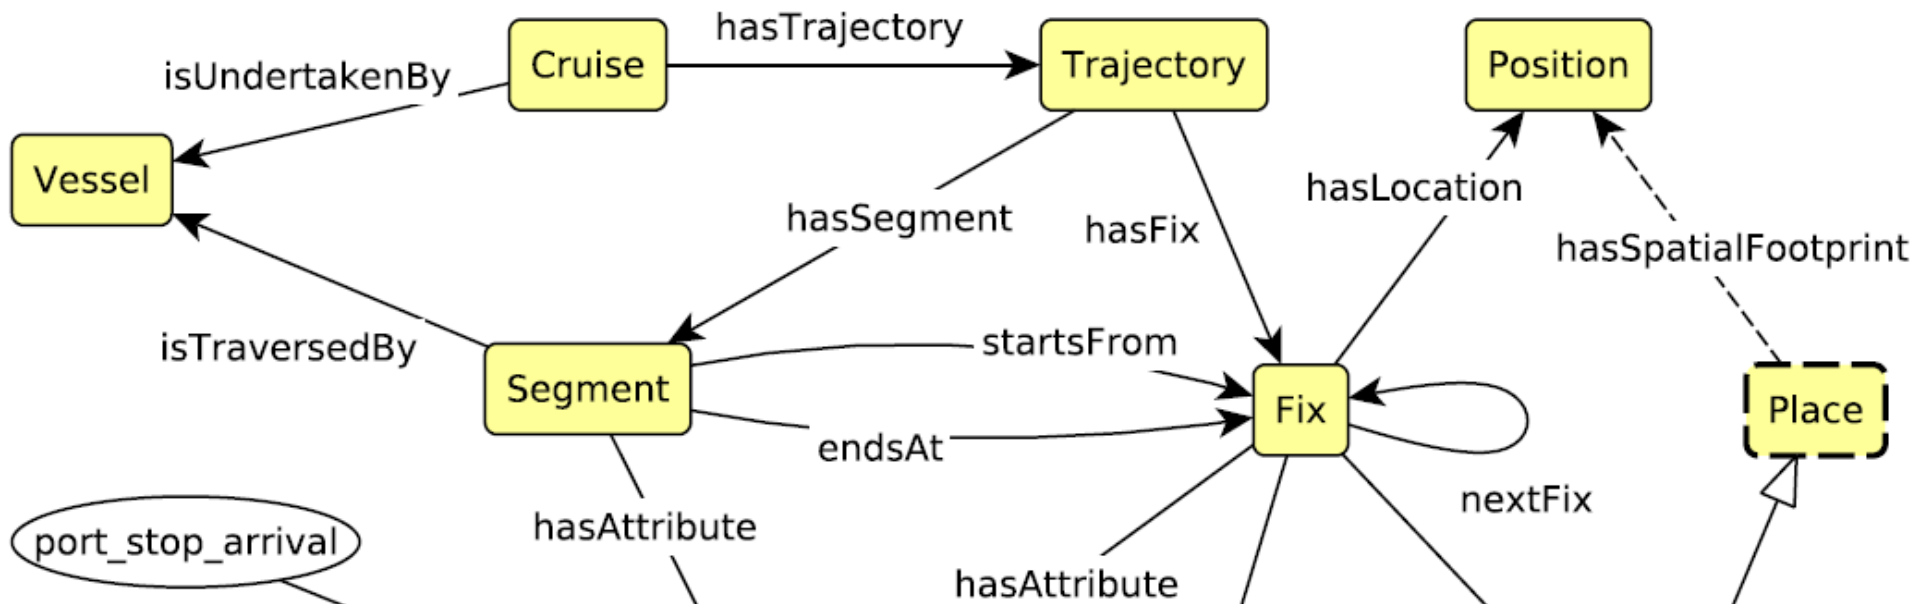 hasTrajectory
Cruise
Trajectory
Position
isUndertakenBy
Vessel
hasLocation
hasSegment
hasFix
hasSpatialFootprint
isTraversedBy
startsFrom
Segment
Fix
Place
endsAt
nextFix
hasAttribute
port_stop_arrival
hasAttribute